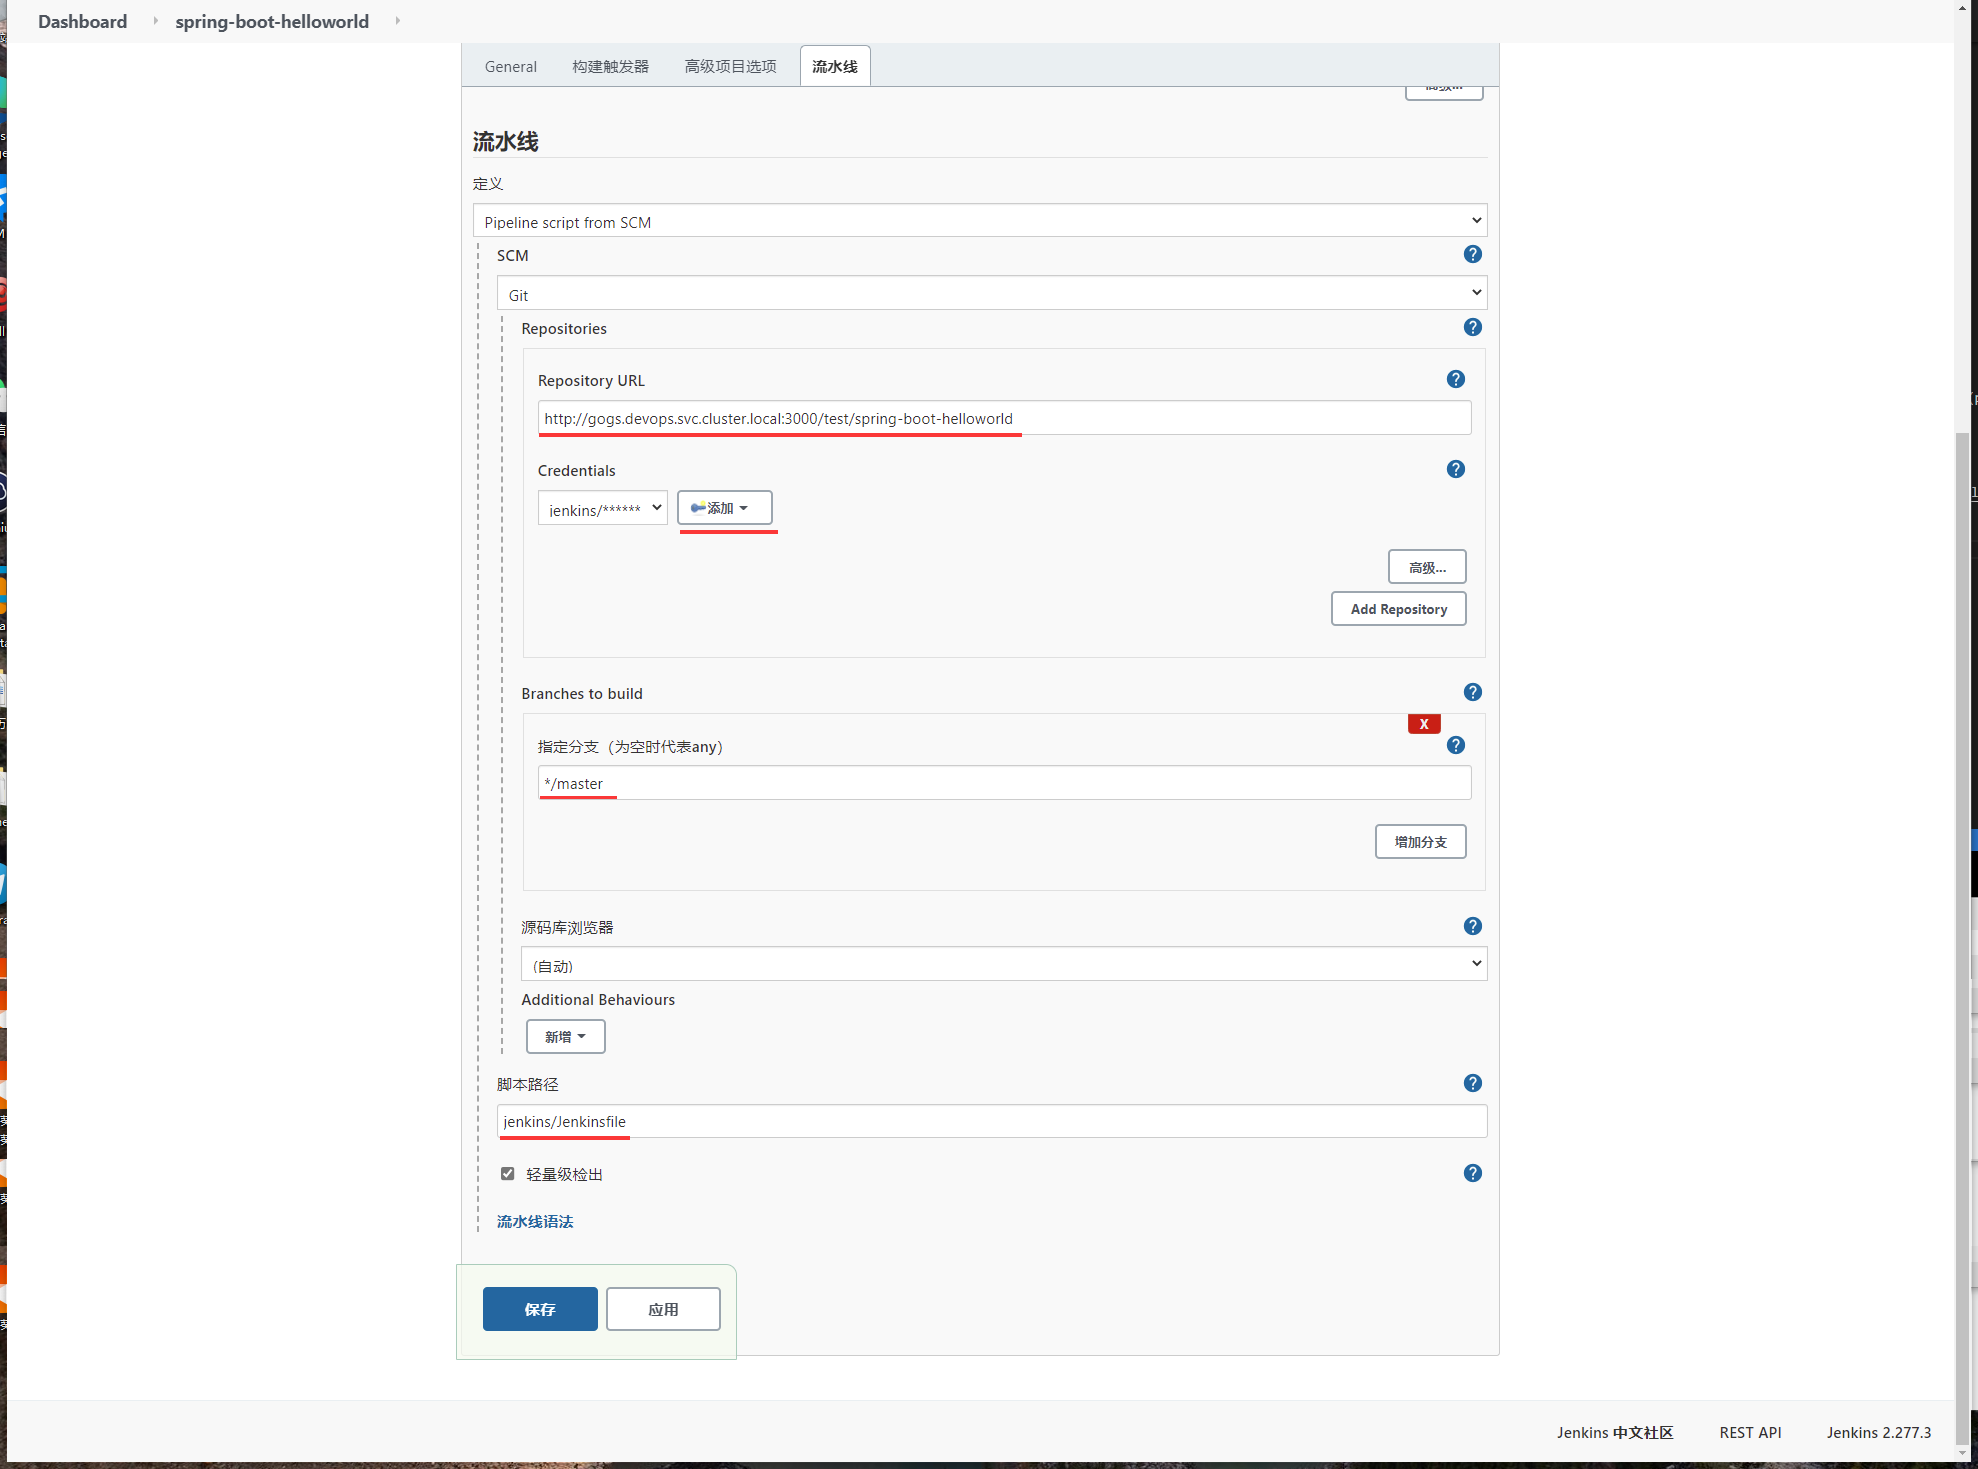 Dashboard
spring-boot-helloworld
General
构建触发器
高级项目选项
流水线
高级...
流水线
定义
Pipeline script from SCM
SCM
?
Git
Repositories
?
Repository URL
?
http://gogs.devops.svc.cluster.local:3000/test/spring-boot-helloworld
Credentials
?
jenkins/******
添加
高级...
Add Repository
Branches to build
?
X
指定分支（为空时代表any）
?
*/master
增加分支
源码库浏览器
?
(自动)
Additional Behaviours
新增
脚本路径
?
jenkins/Jenkinsfile
轻量级检出
?
流水线语法
保存
应用
Jenkins 中文社区
REST API
Jenkins 2.277.3